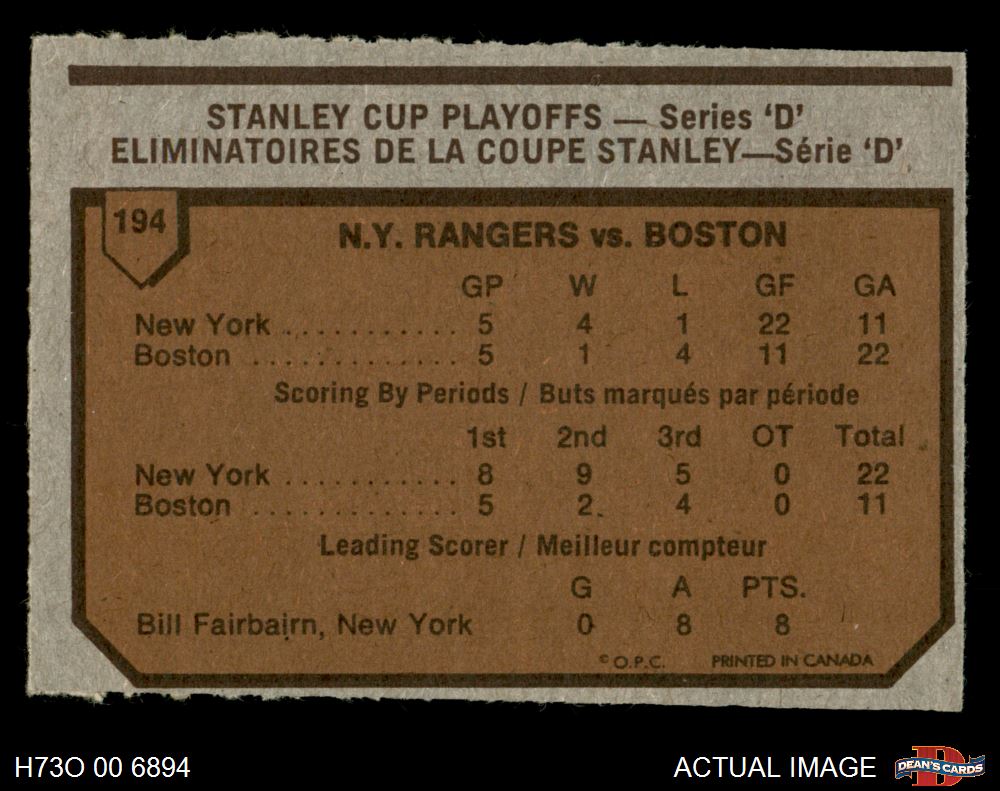 STANLEY CUP PLAYOFFS — Series ‘D’
ELIMINATOIRES DE LA COUPE STANLEY—Série ‘D’
194
N.Y. RANGERS vs. BOSTON
GP W L GF GA
New York ............ 5 4 1 22 11
Boston .............. 5 1 4 11 22
Scoring By Periods / Buts marqués par période
1st 2nd 3rd OT Total
New York ............ 8 9 5 0 22
Boston .............. 5 2 4 0 11
Leading Scorer / Meilleur compteur
G A PTS.
Bill Fairbairn, New York 0 8 8
© O.P.C. PRINTED IN CANADA
H73O 00 6894
ACTUAL IMAGE
DEAN'S CARDS